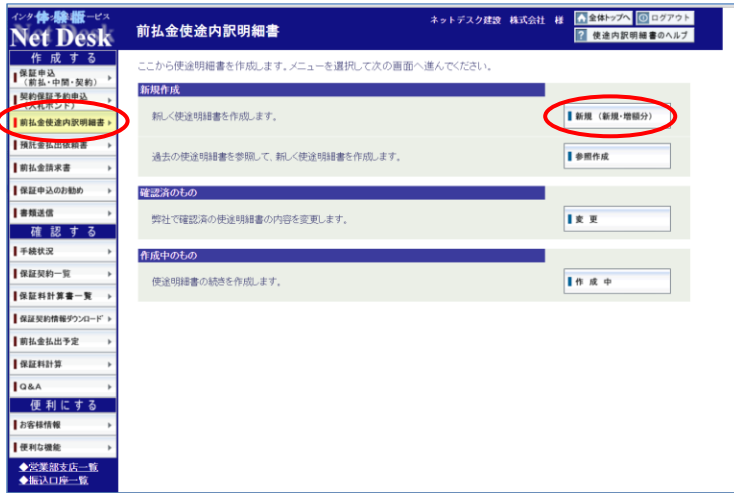 インタ体験版ービス
Net Desk
前払金使途内訳明細書
ネットデスク建設 株式会社 様
全体トップへ
ログアウト
? 使途内訳明細書のヘルプ
作成する
保証申込
(前払・中間・契約)
契約保証予約申込
(入札ボンド)
前払金使途内訳明細書
預託金払出依頼書
前払金請求書
保証申込のお勧め
書類送信
確認する
手続状況
保証契約一覧
保証料計算書一覧
保証契約情報ダウンロード
前払金払出予定
保証料計算
Q&A
便利にする
お客様情報
便利な機能
◆営業部支店一覧
◆振込口座一覧
ここから使途明細書を作成します。メニューを選択して次の画面へ進んでください。
新規作成
新しく使途明細書を作成します。
新規(新規・増額分)
過去の使途明細書を参照して、新しく使途明細書を作成します。
参照作成
確認済のもの
弊社で確認済の使途明細書の内容を変更します。
変更
作成中のもの
使途明細書の続きを作成します。
作成中